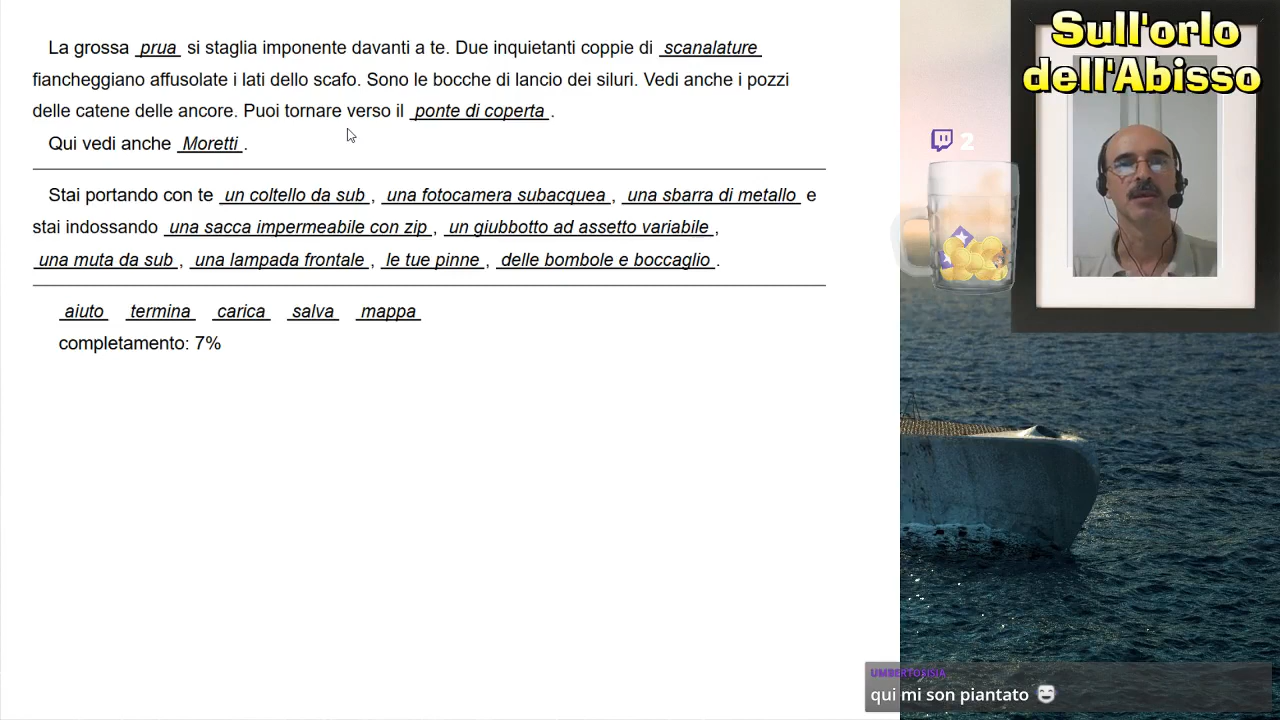 La grossa prua si staglia imponente davanti a te. Due inquietanti coppie di scanalature
fiancheggiano affusolate i lati dello scafo. Sono le bocche di lancio dei siluri. Vedi anche i pozzi
delle catene delle ancore. Puoi tornare verso il ponte di coperta.
Qui vedi anche Moretti.
Stai portando con te un coltello da sub, una fotocamera subacquea, una sbarra di metallo e
stai indossando una sacca impermeabile con zip, un giubbotto ad assetto variabile,
una muta da sub, una lampada frontale, le tue pinne, delle bombole e boccaglio.
aiuto termina carica salva mappa
completamento: 7%
Sull'orlo
dell'Abisso
2
UMBERTOSISIA
qui mi son piantato